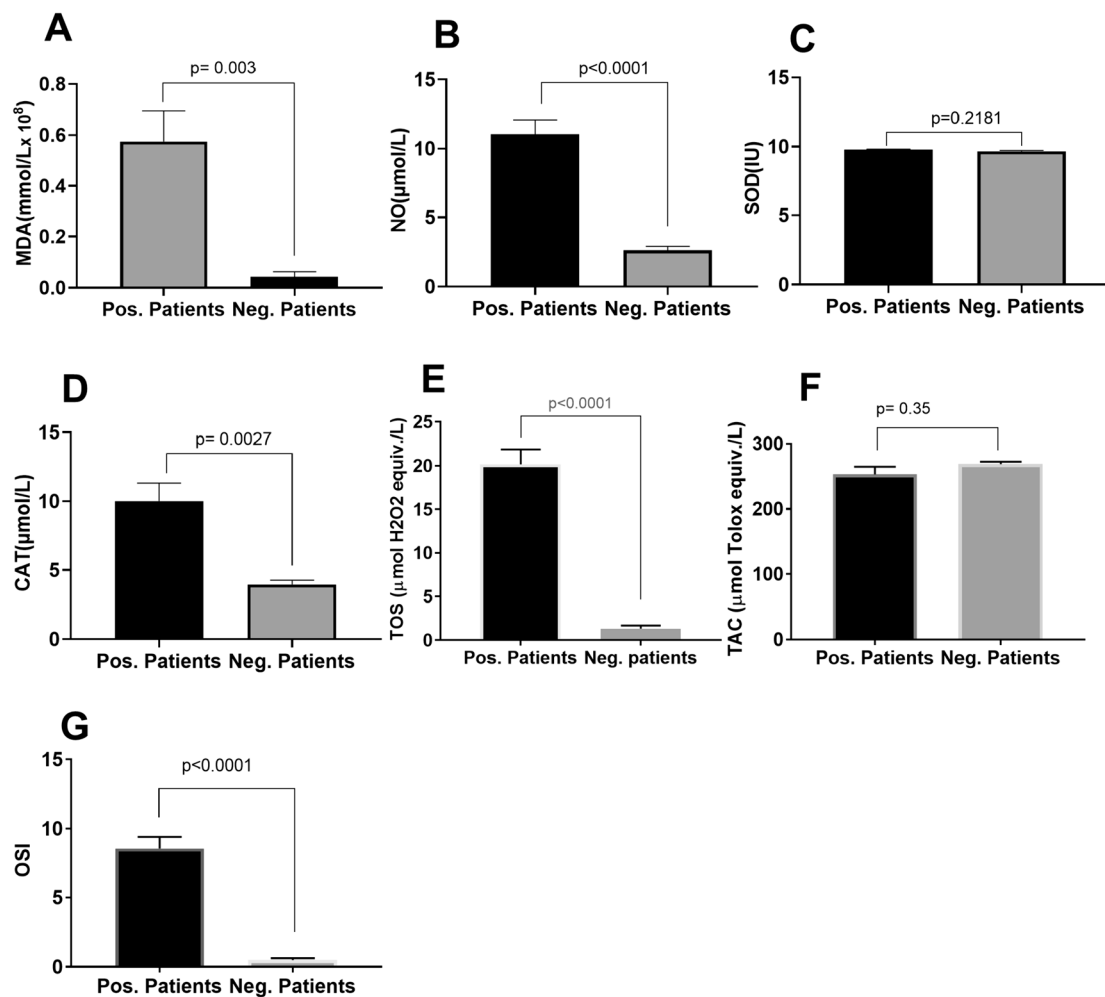 A
p= 0.003
MDA(mmol/Lx 10⁸)
0.8
0.6
0.4
0.2
0.0
Pos. Patients Neg. Patients
B
p<0.0001
NO(µmol/L)
15
10
5
0
Pos. Patients Neg. Patients
C
p=0.2181
SOD(IU)
15
10
5
0
Pos. Patients Neg. Patients
D
p= 0.0027
CAT(µmol/L)
15
10
5
0
Pos. Patients Neg. Patients
E
p<0.0001
TOS (µmol H2O2 equiv./L)
25
20
15
10
5
0
Pos. Patients Neg. patients
F
p= 0.35
TAC (µmol Tolox equiv./L)
300
200
100
0
Pos. Patients Neg. Patients
G
p<0.0001
OSI
15
10
5
0
Pos. Patients Neg. Patients